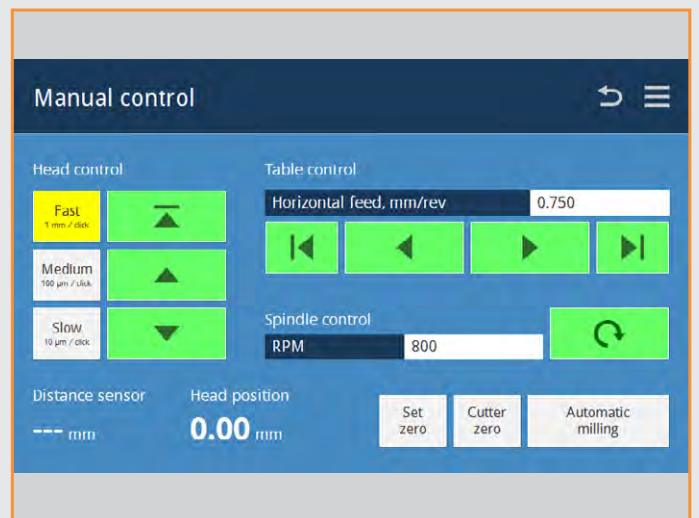 Manual control
Head control
Table control
Fast
1 mm / click
Horizontal feed, mm/rev 0.750
Medium
100 µm / click
Slow
10 µm / click
Spindle control
RPM 800
Distance sensor
--- mm
Head position
0.00 mm
Set
zero
Cutter
zero
Automatic
milling